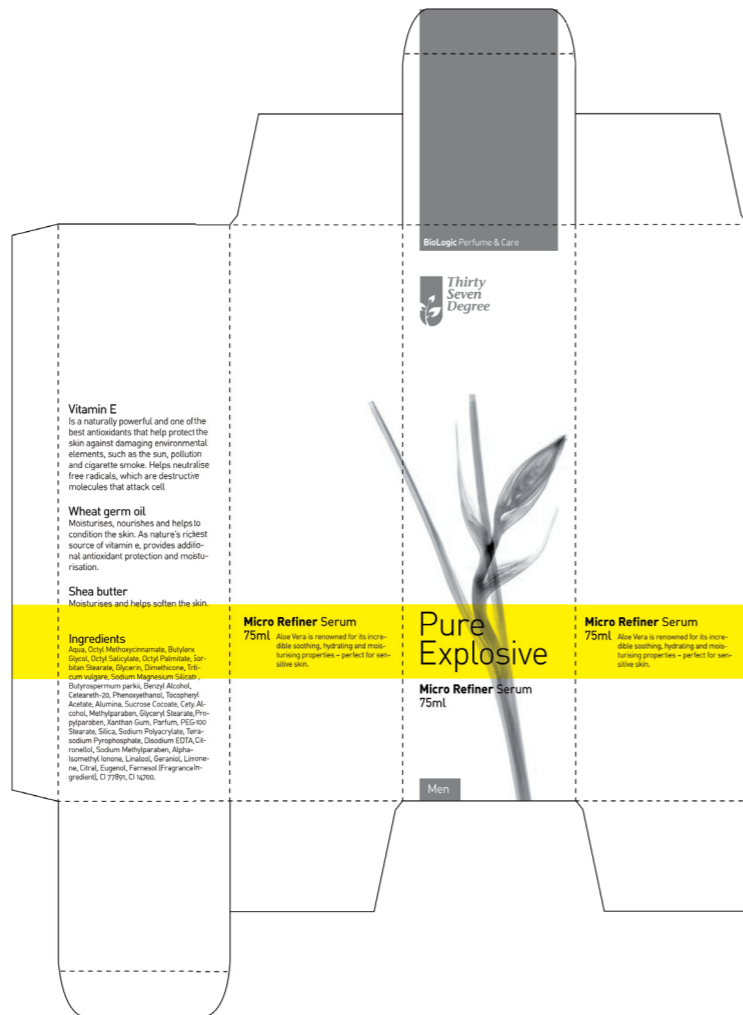 BioLogic Perfume & Care
Thirty
Seven
Degree
Vitamin E
Is a naturally powerful and one of the
best antioxidants that help protect the
skin against damaging environmental
elements, such as the sun, pollution
and cigarette smoke. Helps neutralise
free radicals, which are destructive
molecules that attack cell
Wheat germ oil
Moisturises, nourishes and helps to
condition the skin. As nature's richest
source of vitamin e, provides additio-
nal antioxidant protection and moistu-
risation.
Shea butter
Moisturises and helps soften the skin.
Ingredients
Aqua, Octyl Methoxycinnamate, Butylene
Glycol, Octyl Salicylate, Octyl Palmitate, Sor-
bitan Stearate, Glycerin, Dimethicone, Triti-
cum vulgare, Sodium Magnesium Silicate,
Butyrospermum parkii, Benzyl Alcohol,
Ceteareth-20, Phenoxyethanol, Tocopheryl
Acetate, Alumina, Sucrose Cocoate, Cety. Al-
cohol, Methylparaben, Glyceryl Stearate, Pro-
pylparaben, Xanthan Gum, Parfum, PEG-100
Stearate, Silica, Sodium Polyacrylate, Tetra-
sodium Pyrophosphate, Disodium EDTA, Cit-
ronellol, Sodium Methylparaben, Alpha-
Isomethyl Ionone, Linalool, Geraniol, Limone-
ne, Citral, Eugenol, Farnesol (Fragrance In-
gredient), CI 77891, CI 14700.
Micro Refiner Serum
75ml Aloe Vera is renowned for its incre-
dible soothing, hydrating and mois-
turising properties – perfect for sen-
sitive skin.
Pure
Explosive
Micro Refiner Serum
75ml
Men
Micro Refiner Serum
75ml Aloe Vera is renowned for its incre-
dible soothing, hydrating and mois-
turising properties – perfect for sen-
sitive skin.